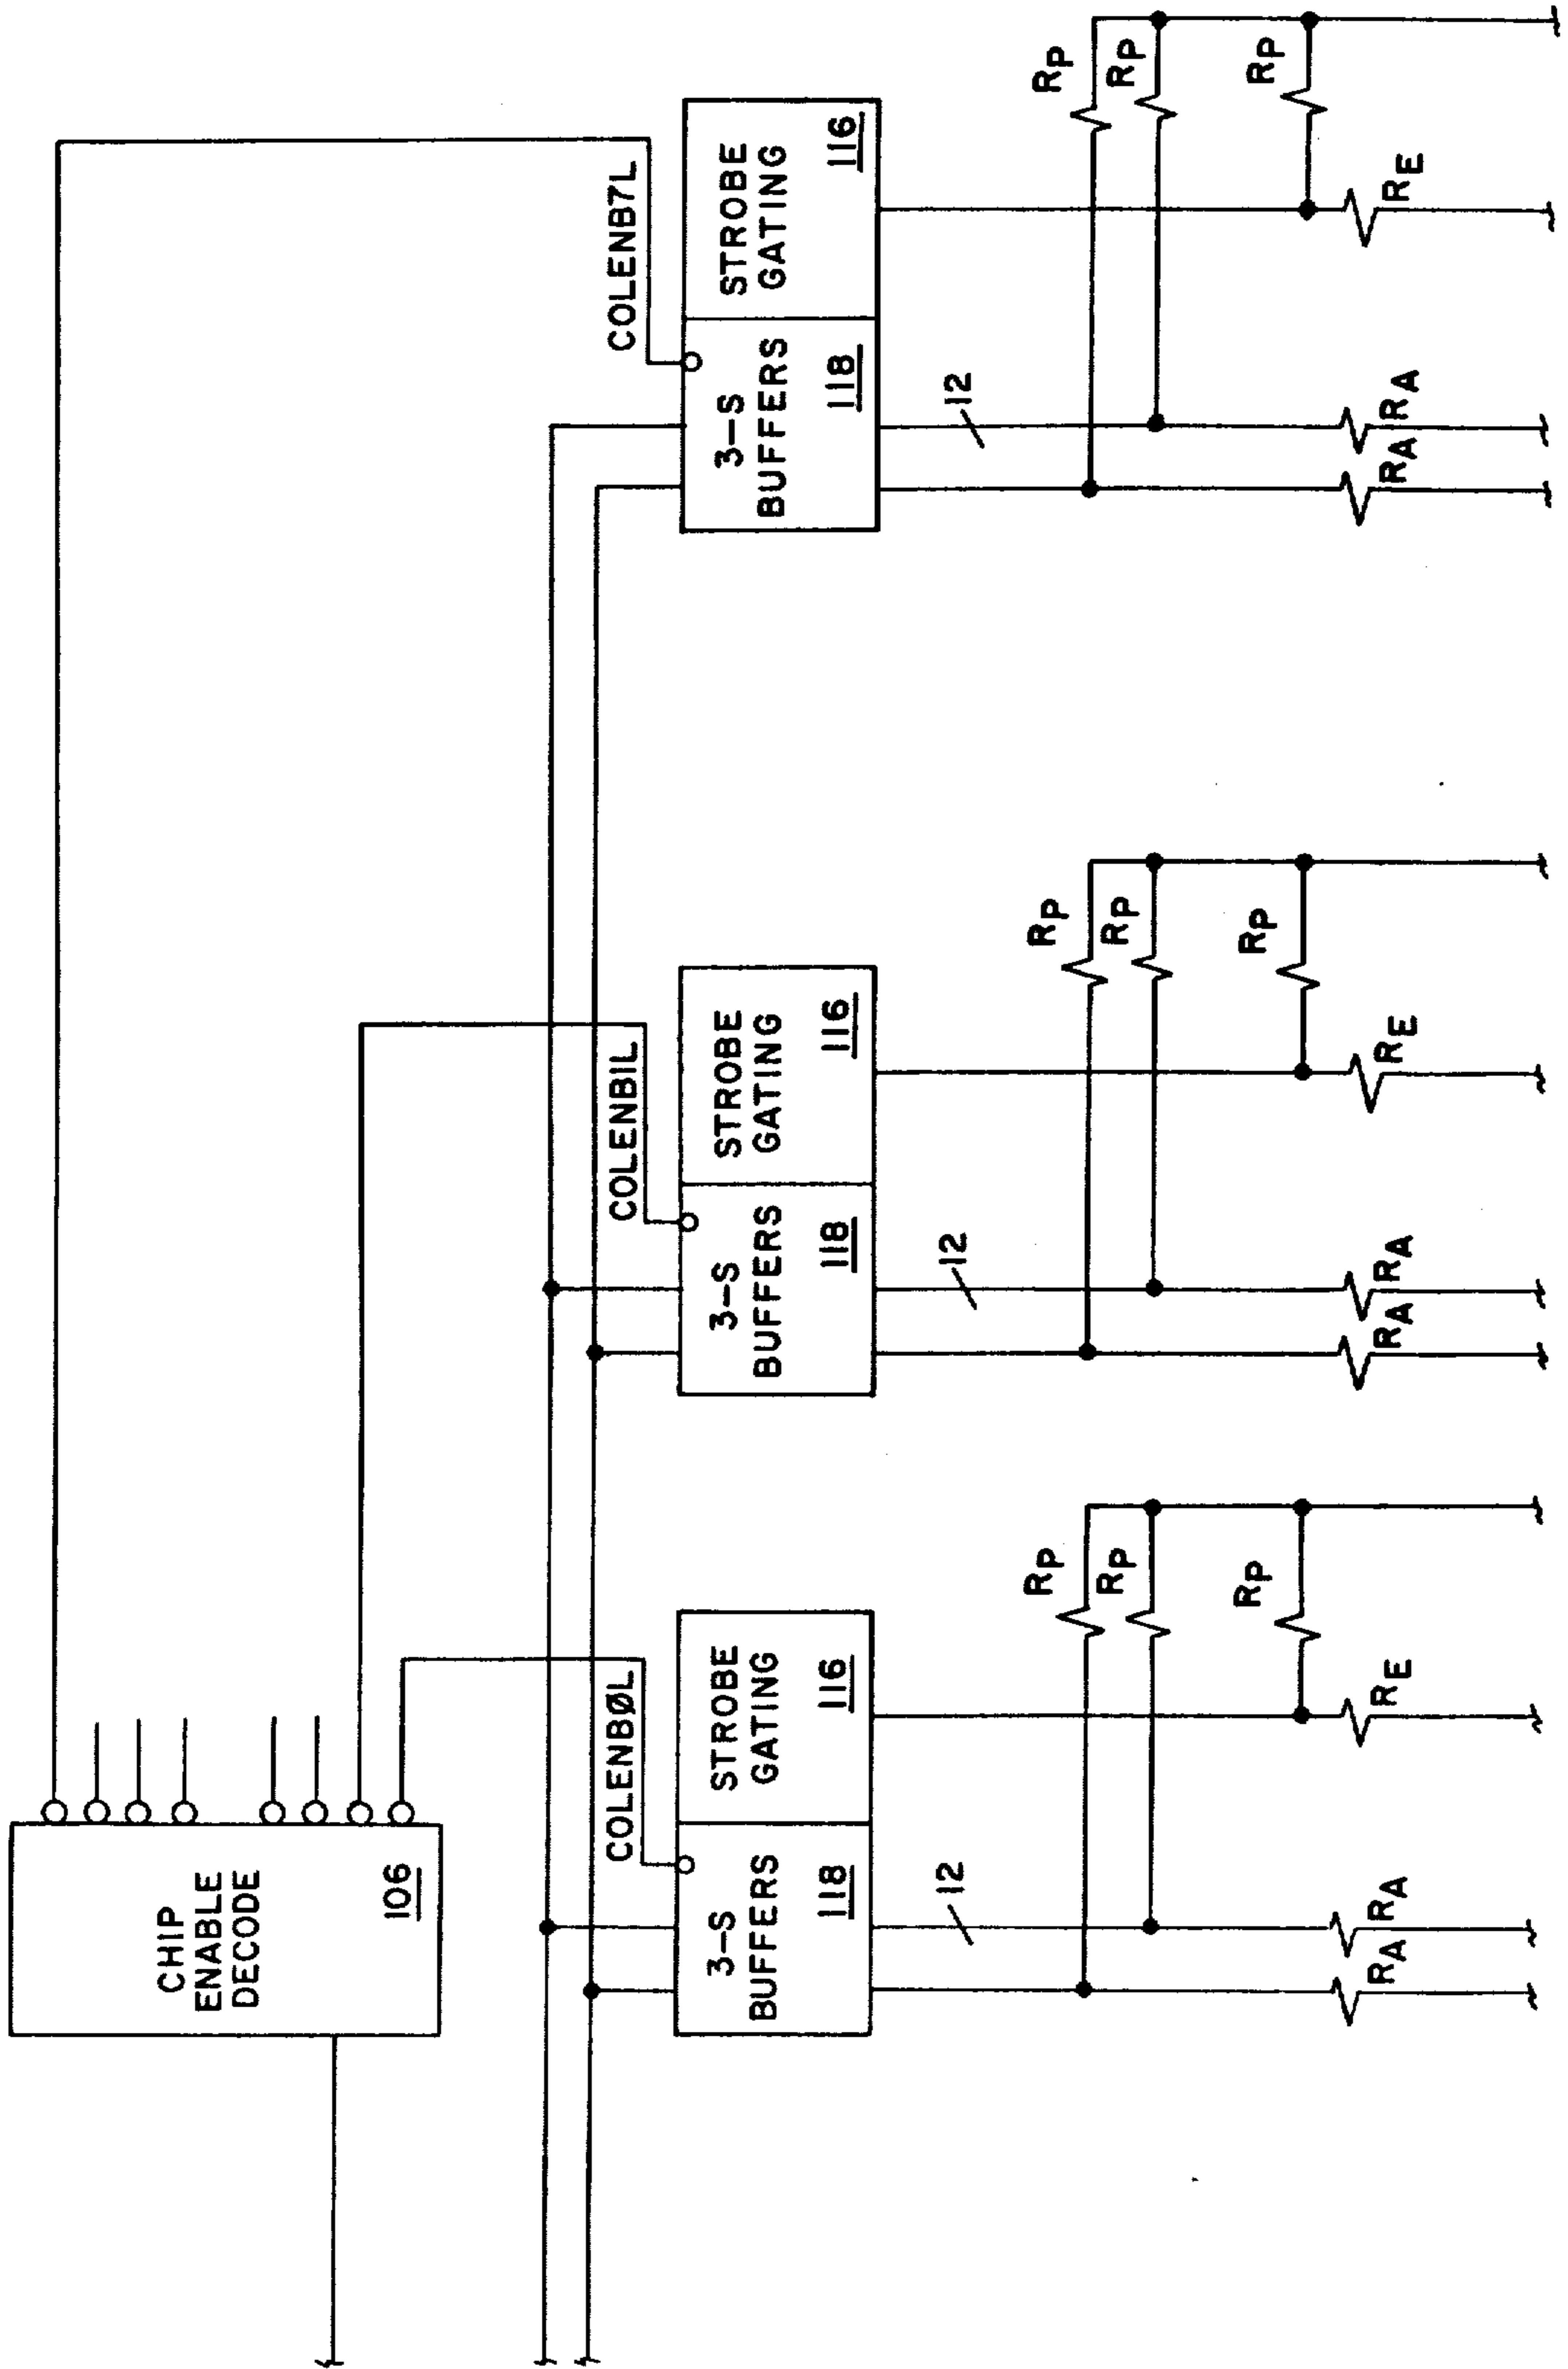 CHIP
ENABLE
DECODE
106
COLENBØL
COLENB1L
COLENB7L
3-S
BUFFERS
118
STROBE
GATING
116
3-S
BUFFERS
118
STROBE
GATING
116
3-S
BUFFERS
118
STROBE
GATING
116
12
12
12
RP
RP
RP
RP
RP
RP
RP
RP
RP
RA
RA
RE
RA
RA
RE
RA
RA
RE